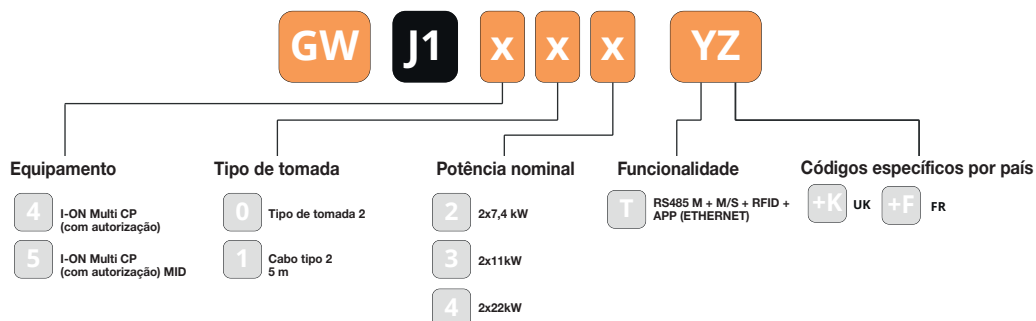 GW J1 x x x YZ
Equipamento
4 I-ON Multi CP
(com autorização)
5 I-ON Multi CP
(com autorização) MID
Tipo de tomada
0 Tipo de tomada 2
1 Cabo tipo 2
5 m
Potência nominal
2 2x7,4 kW
3 2x11kW
4 2x22kW
Funcionalidade
T RS485 M + M/S + RFID +
APP (ETHERNET)
Códigos específicos por país
+K UK +F FR